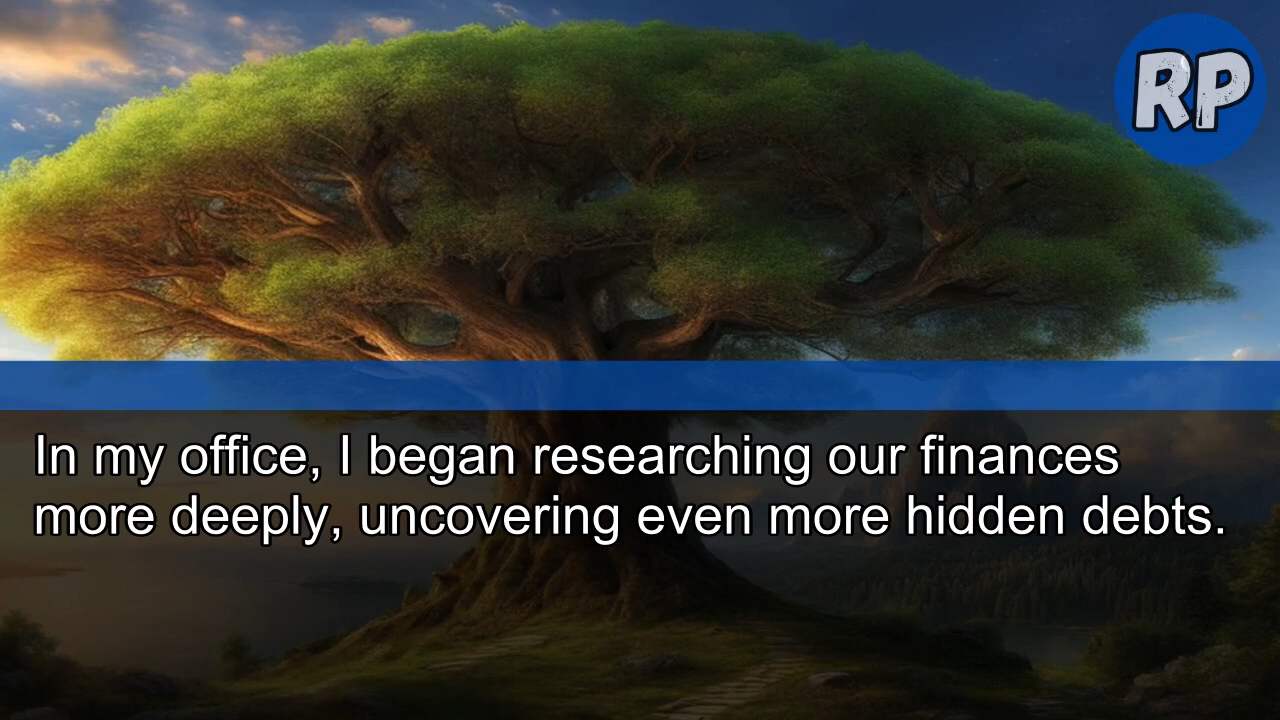 RP
In my office, I began researching our finances
more deeply, uncovering even more hidden debts.